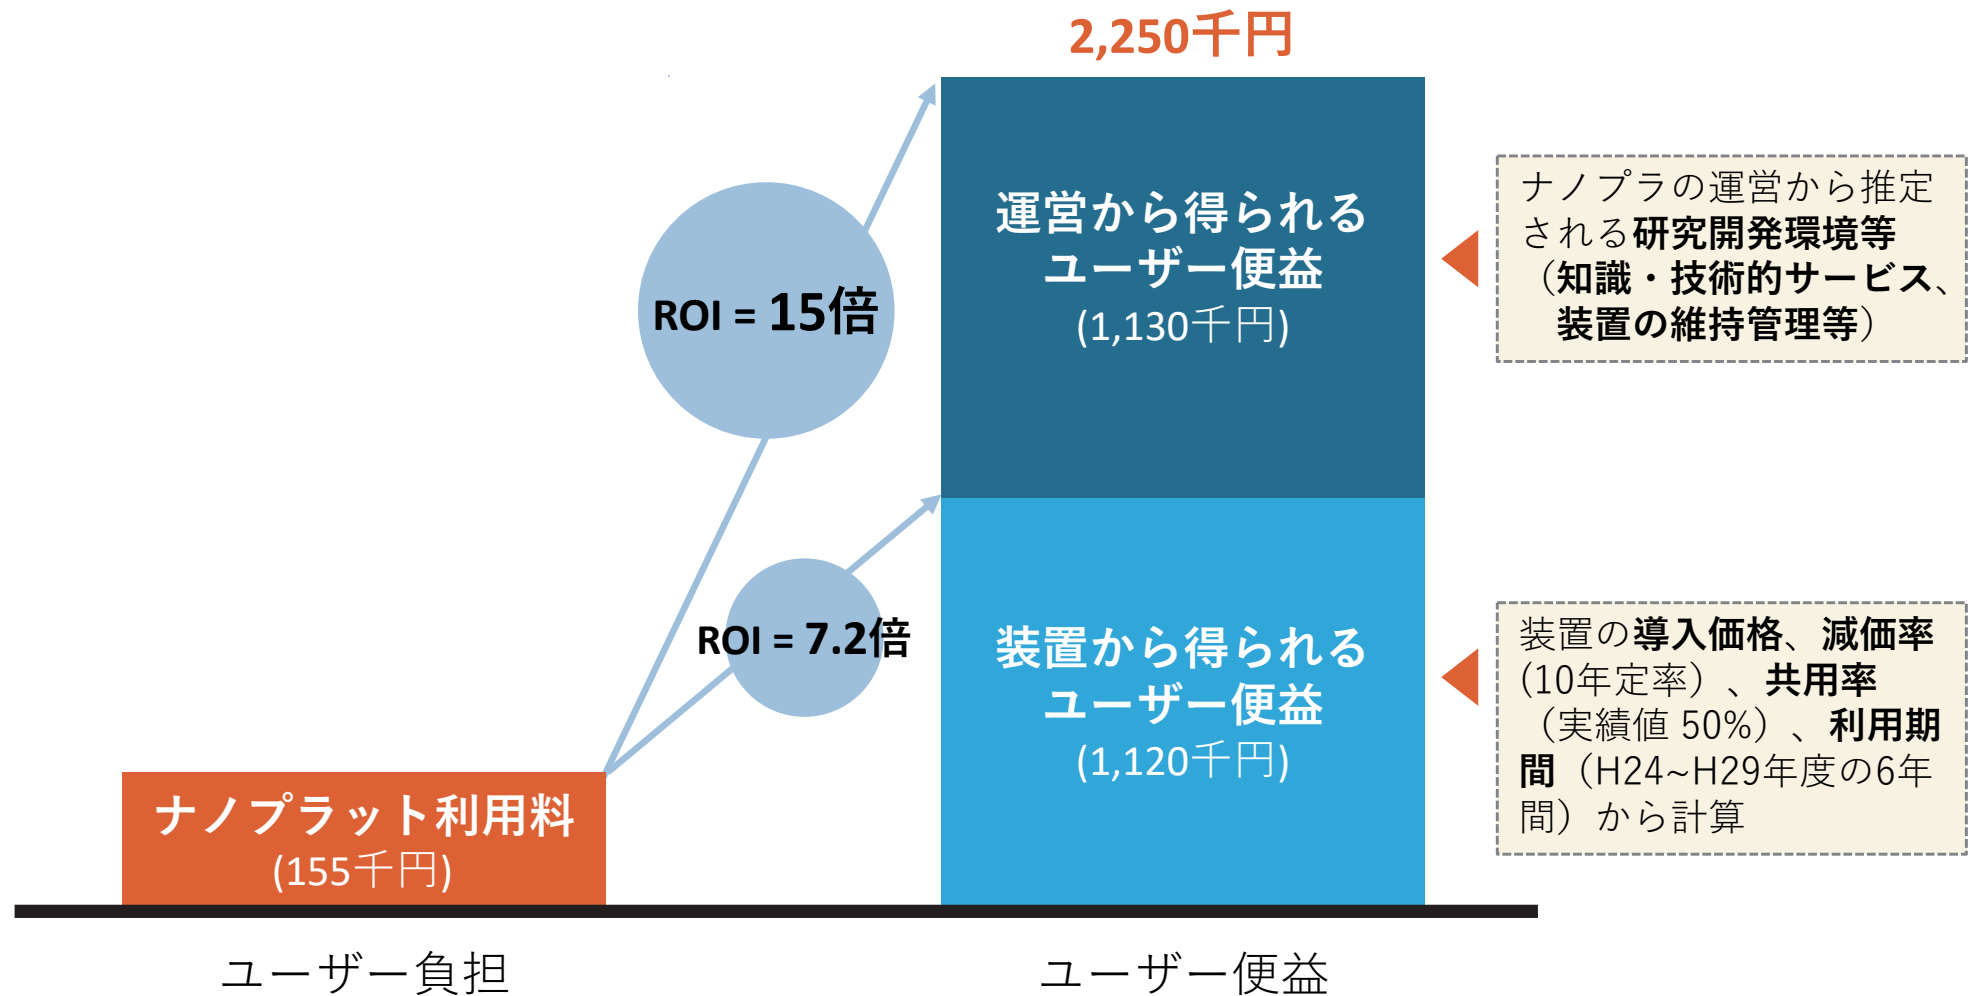 2,250千円
ROI = 15倍
運営から得られる
ユーザー便益
(1,130千円)
ナノプラの運営から推定
される研究開発環境等
（知識・技術的サービス、
装置の維持管理等）
ROI = 7.2倍
装置から得られる
ユーザー便益
(1,120千円)
装置の導入価格、減価率
(10年定率）、共用率
（実績値 50%）、利用期
間（H24~H29年度の6年
間）から計算
ナノプラット利用料
(155千円)
ユーザー負担
ユーザー便益